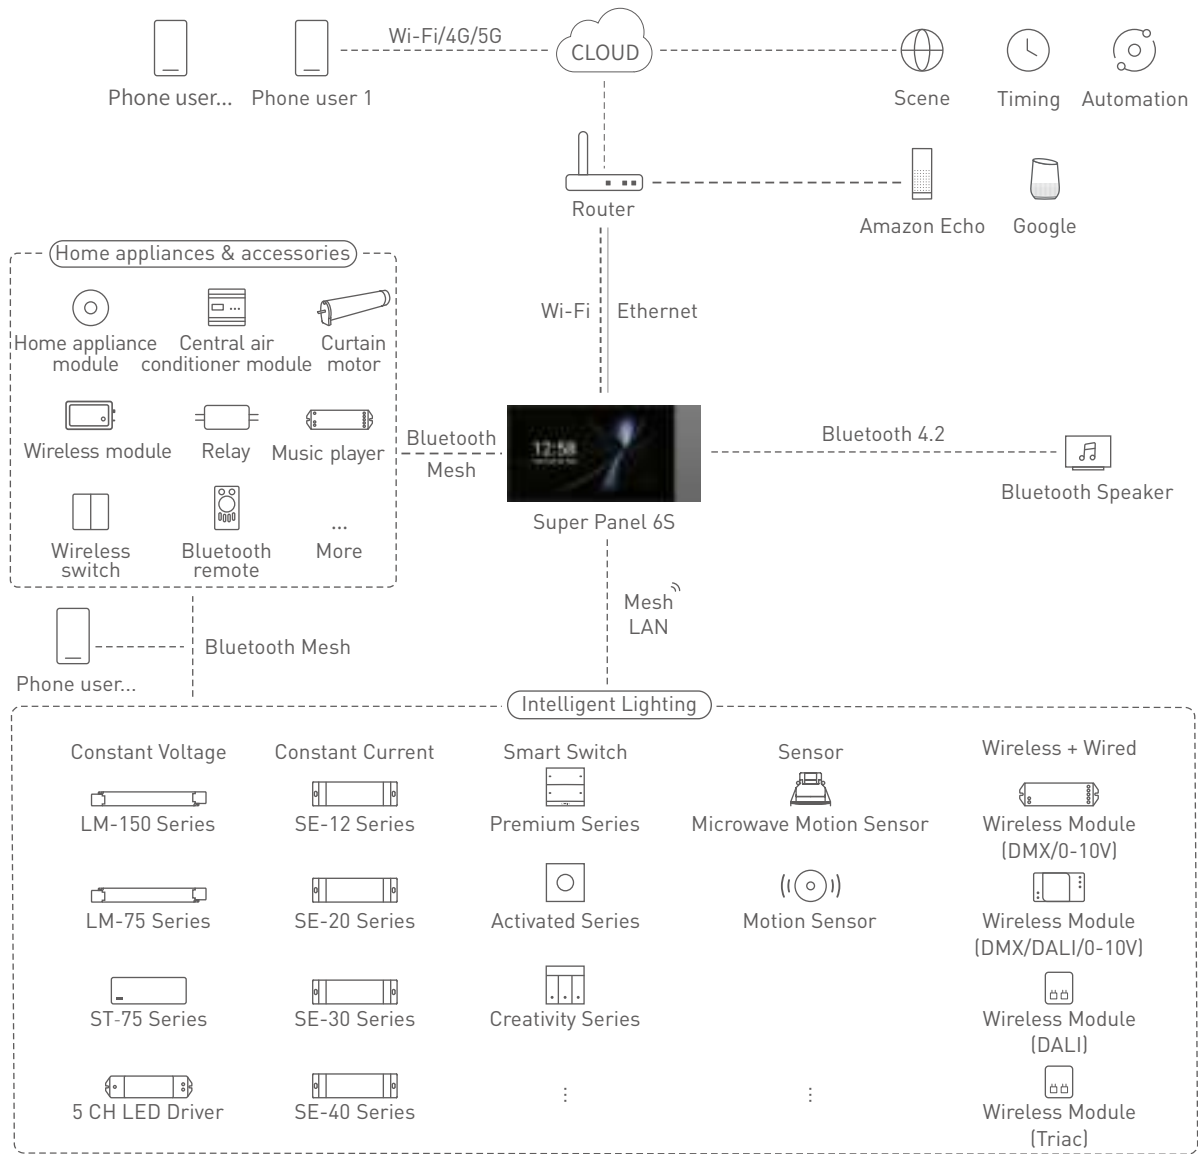 Wi-Fi/4G/5G
CLOUD
Phone user...
Phone user 1
Scene
Timing
Automation
Router
Amazon Echo
Google
Home appliances & accessories
Home appliance
module
Central air
conditioner module
Curtain
motor
Wi-Fi
Ethernet
Wireless module
Relay
Music player
Bluetooth
Mesh
12:58
Bluetooth 4.2
Bluetooth Speaker
Super Panel 6S
Wireless
switch
Bluetooth
remote
...
More
Mesh
LAN
Bluetooth Mesh
Phone user...
Intelligent Lighting
Constant Voltage
Constant Current
Smart Switch
Sensor
Wireless + Wired
LM-150 Series
SE-12 Series
Premium Series
Microwave Motion Sensor
Wireless Module
(DMX/0-10V)
LM-75 Series
SE-20 Series
Activated Series
Motion Sensor
Wireless Module
(DMX/DALI/0-10V)
ST-75 Series
SE-30 Series
Creativity Series
Wireless Module
(DALI)
5 CH LED Driver
SE-40 Series
⋮
⋮
Wireless Module
(Triac)